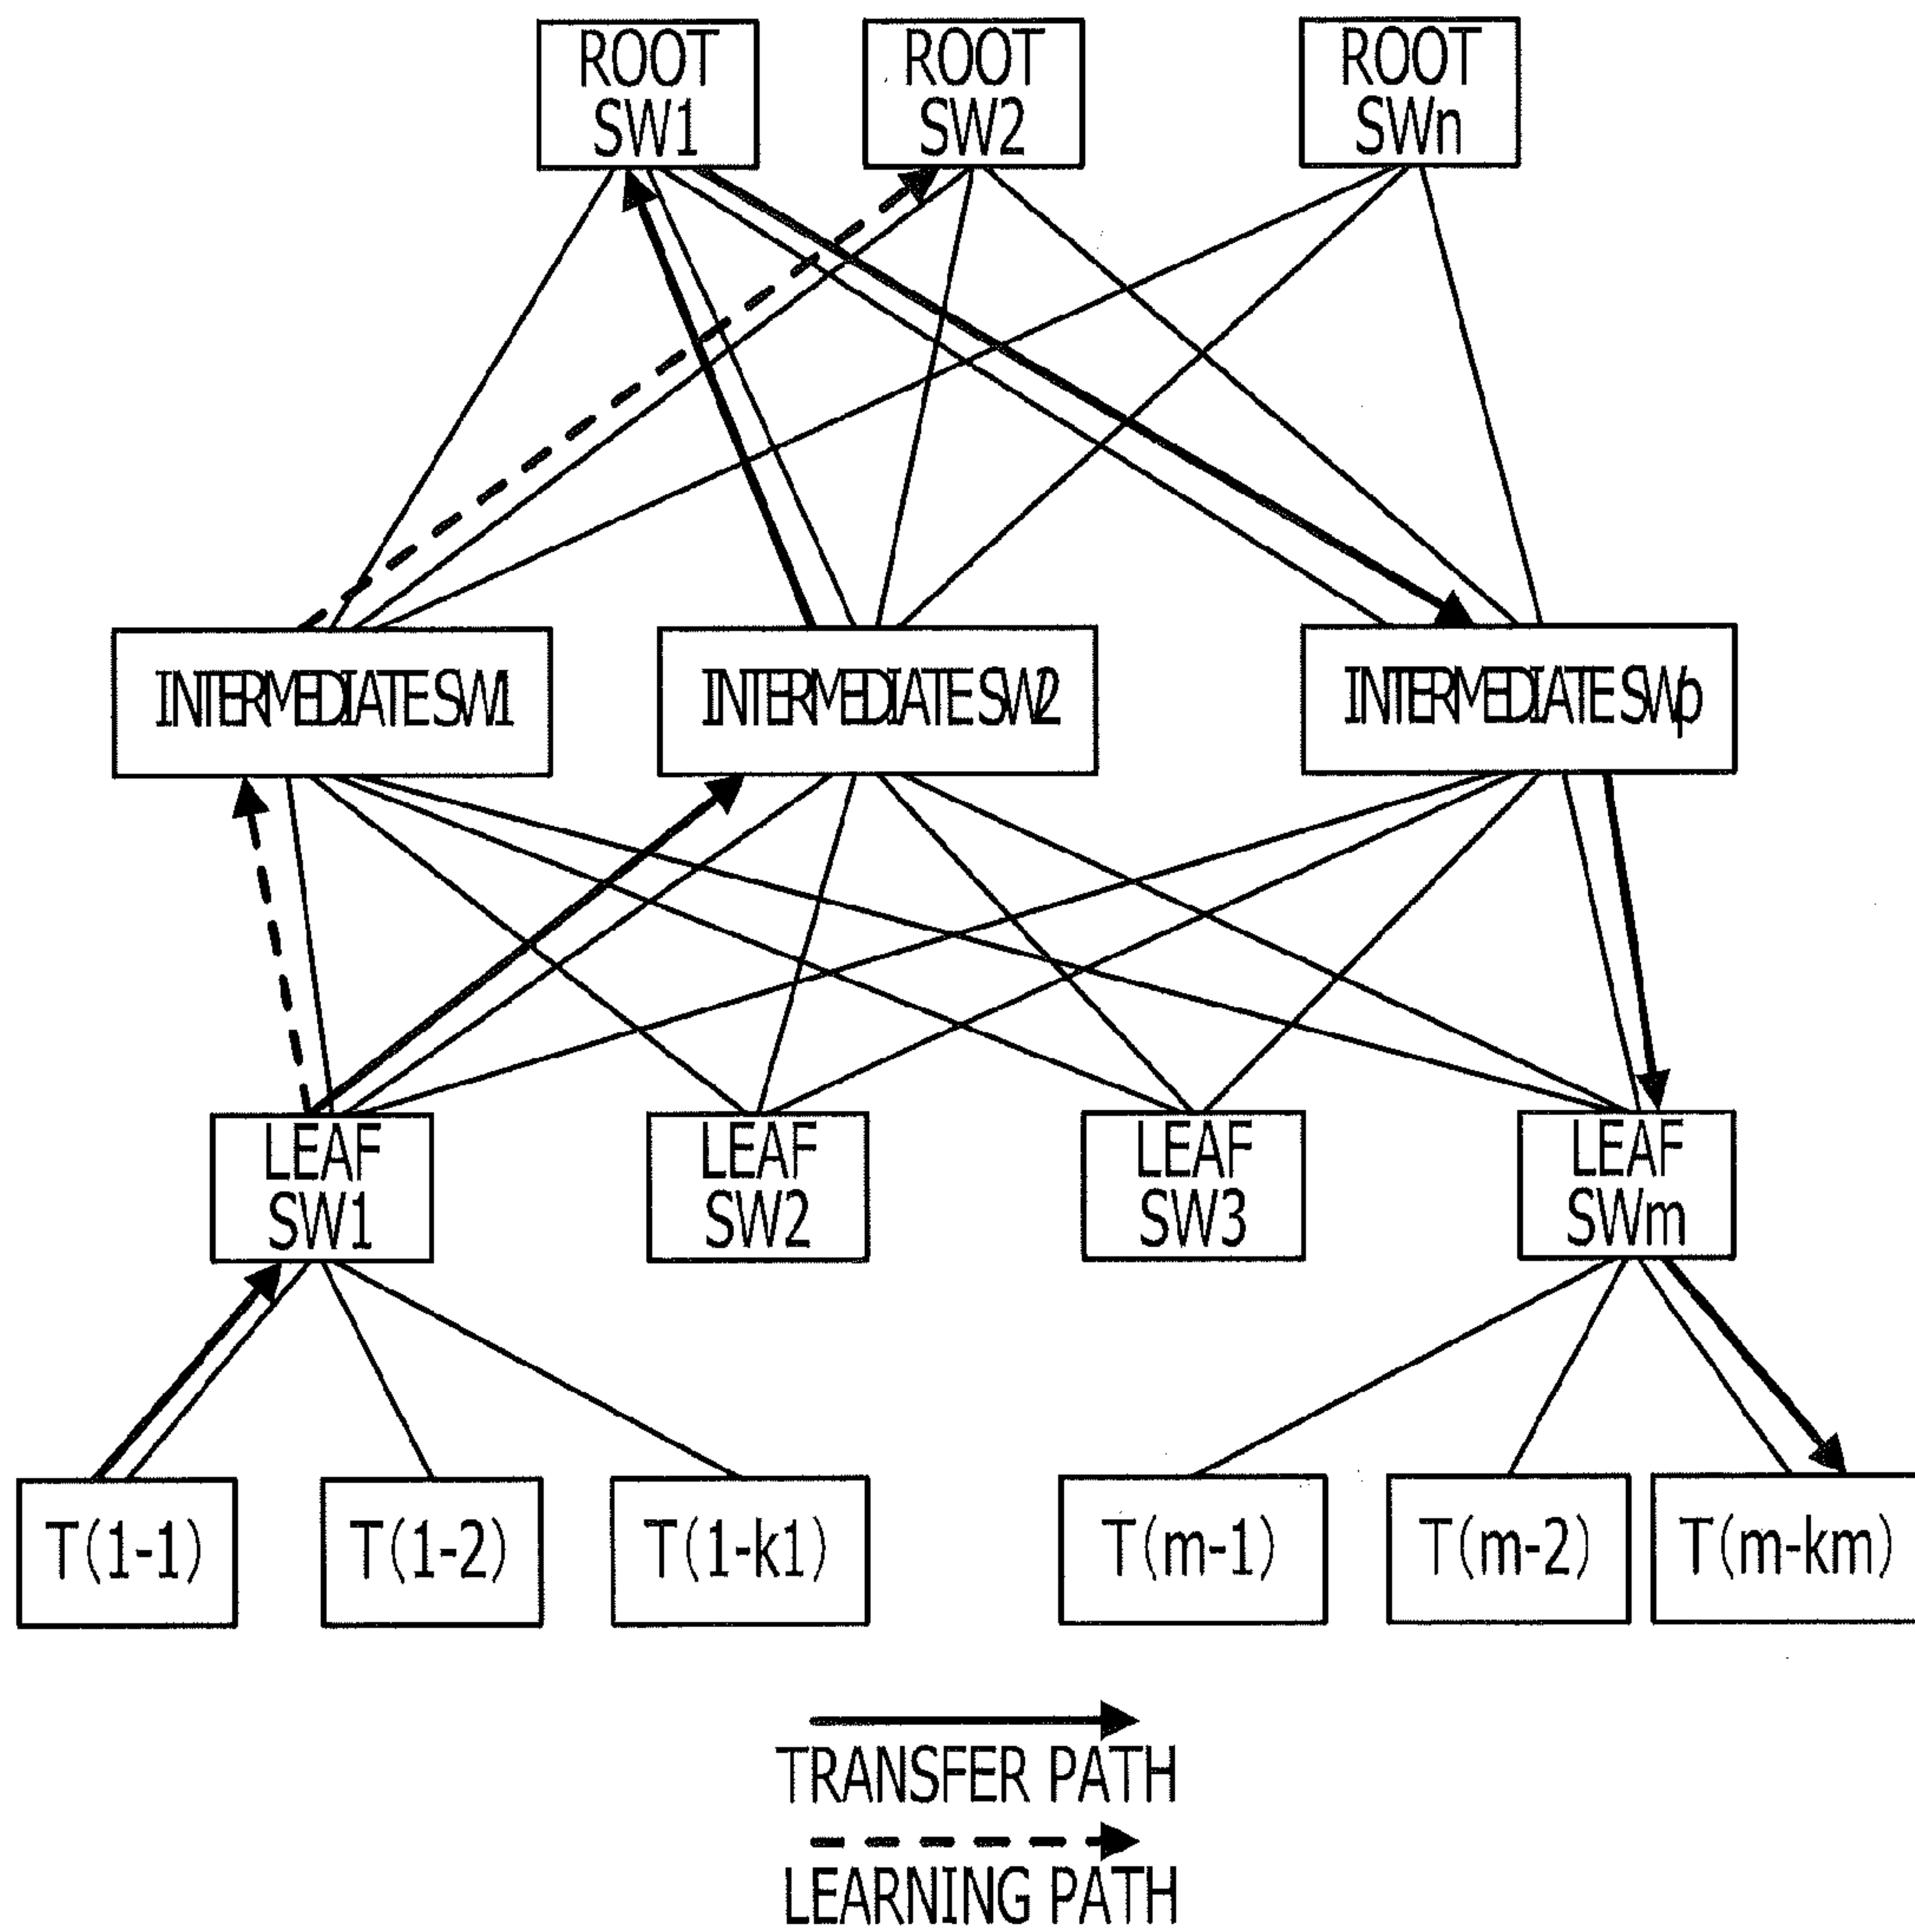 ROOT
SW1
ROOT
SW2
ROOT
SWn
INTERMEDIATE SW1
INTERMEDIATE SW2
INTERMEDIATE SWp
LEAF
SW1
LEAF
SW2
LEAF
SW3
LEAF
SWm
T(1-1)
T(1-2)
T(1-k1)
T(m-1)
T(m-2)
T(m-km)
TRANSFER PATH
LEARNING PATH